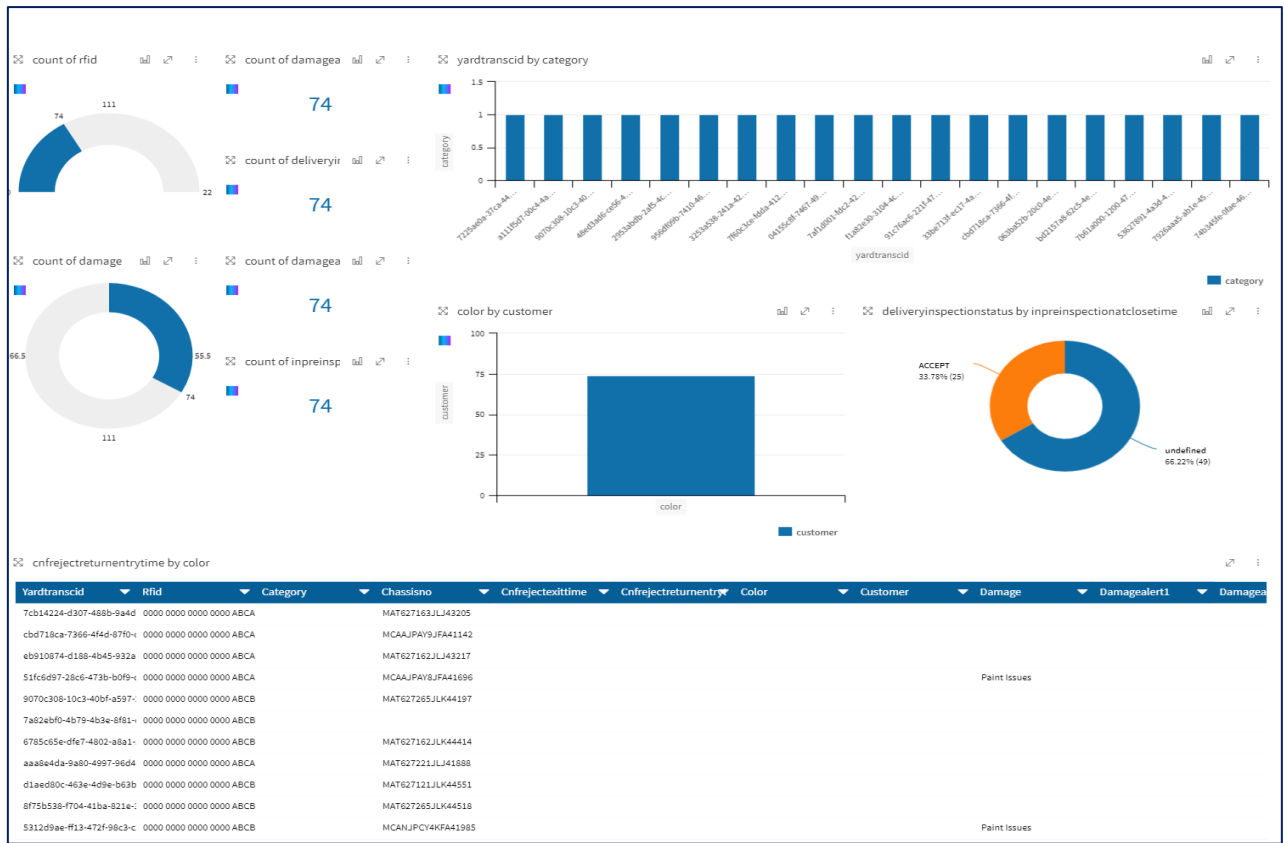 count of rfid
111
74
22
count of damagea
74
count of deliveryir
74
count of damage
66.5
55.5
74
111
count of damagea
74
count of inpreinsp
74
yardtranscid by category
1.5
1
0.5
0
category
7225ae0a-37ca-44...
a111f5d7-00c4-4a...
9070c308-10c3-40...
48ed3ad6-ce56-4...
2953abdb-2af5-4c...
956df09b-7410-46...
3253a538-241a-42...
7f60c3ce-fdda-412...
04155c8f-7467-49...
7af1d001-fdc2-42...
f1a82e30-3104-4c...
91c76ac6-221f-47...
33be713f-ec17-4a...
cbd718ca-7366-4f...
063ba52b-20c0-4e...
bd2157a8-62c5-4e...
7b61a000-1200-47...
53627891-4a3d-4...
7926aaa5-ab1e-45...
74b345fe-0fae-46...
yardtranscid
category
color by customer
100
75
50
25
0
customer
color
customer
deliveryinspectionstatus by inpreinspectionatclosetime
ACCEPT
33.78% (25)
undefined
66.22% (49)
cnfrejectreturnentrytime by color
Yardtranscid Rfid Category Chassisno Cnfrejectexittime Cnfrejectreturnentryt Color Customer Damage Damagealert1 Damagea
7cb14224-d307-488b-9a4d 0000 0000 0000 0000 ABCA MAT627163JLJ43205
cbd718ca-7366-4f4d-87f0- 0000 0000 0000 0000 ABCA MCAAJPAY9JFA41142
eb910874-d188-4b45-932a 0000 0000 0000 0000 ABCA MAT627162JLJ43217
51fc6d97-28c6-473b-b0f9- 0000 0000 0000 0000 ABCA MCAAJPAY8JFA41696 Paint Issues
9070c308-10c3-40bf-a597- 0000 0000 0000 0000 ABCB MAT627265JLK44197
7a82ebf0-4b79-4b3e-8f81- 0000 0000 0000 0000 ABCB
6785c65e-dfe7-4802-a8a1- 0000 0000 0000 0000 ABCB MAT627162JLK44414
aaa8e4da-9a80-4997-96d4 0000 0000 0000 0000 ABCB MAT627221JLJ41888
d1aed80c-463e-4d9e-b63b 0000 0000 0000 0000 ABCB MAT627121JLK44551
8f75b538-f704-41ba-821e- 0000 0000 0000 0000 ABCB MAT627265JLK44518
5312d9ae-ff13-472f-98c3-c 0000 0000 0000 0000 ABCB MCANJPCY4KFA41985 Paint Issues